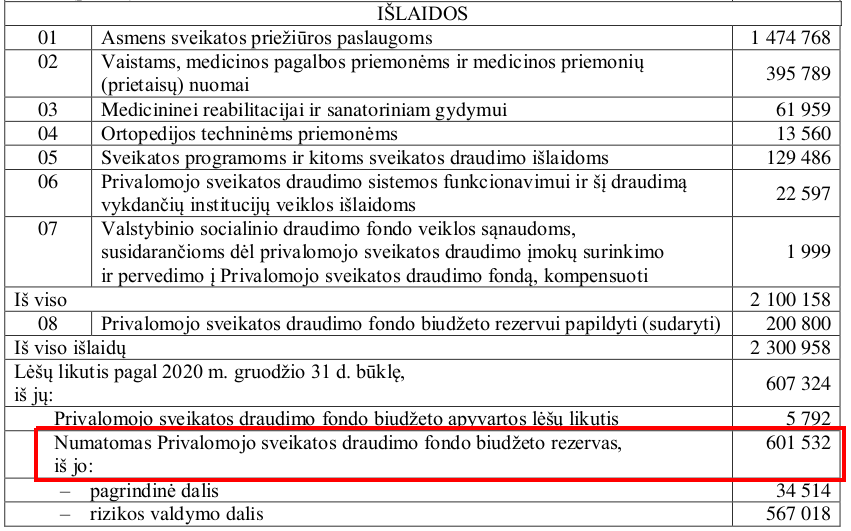 IŠLAIDOS
01 Asmens sveikatos priežiūros paslaugoms 1 474 768
02 Vaistams, medicinos pagalbos priemonėms ir medicinos priemonių
(prietaisų) nuomai 395 789
03 Medicininei reabilitacijai ir sanatoriniam gydymui 61 959
04 Ortopedijos techninėms priemonėms 13 560
05 Sveikatos programoms ir kitoms sveikatos draudimo išlaidoms 129 486
06 Privalomojo sveikatos draudimo sistemos funkcionavimui ir šį draudimą
vykdančių institucijų veiklos išlaidoms 22 597
07 Valstybinio socialinio draudimo fondo veiklos sąnaudoms,
susidarančioms dėl privalomojo sveikatos draudimo įmokų surinkimo 1 999
ir pervedimo į Privalomojo sveikatos draudimo fondą, kompensuoti
Iš viso 2 100 158
08 Privalomojo sveikatos draudimo fondo biudžeto rezervui papildyti (sudaryti) 200 800
Iš viso išlaidų 2 300 958
Lėšų likutis pagal 2020 m. gruodžio 31 d. būklę, 607 324
iš jų:
Privalomojo sveikatos draudimo fondo biudžeto apyvartos lėšų likutis 5 792
Numatomas Privalomojo sveikatos draudimo fondo biudžeto rezervas, 601 532
iš jo:
– pagrindinė dalis 34 514
– rizikos valdymo dalis 567 018